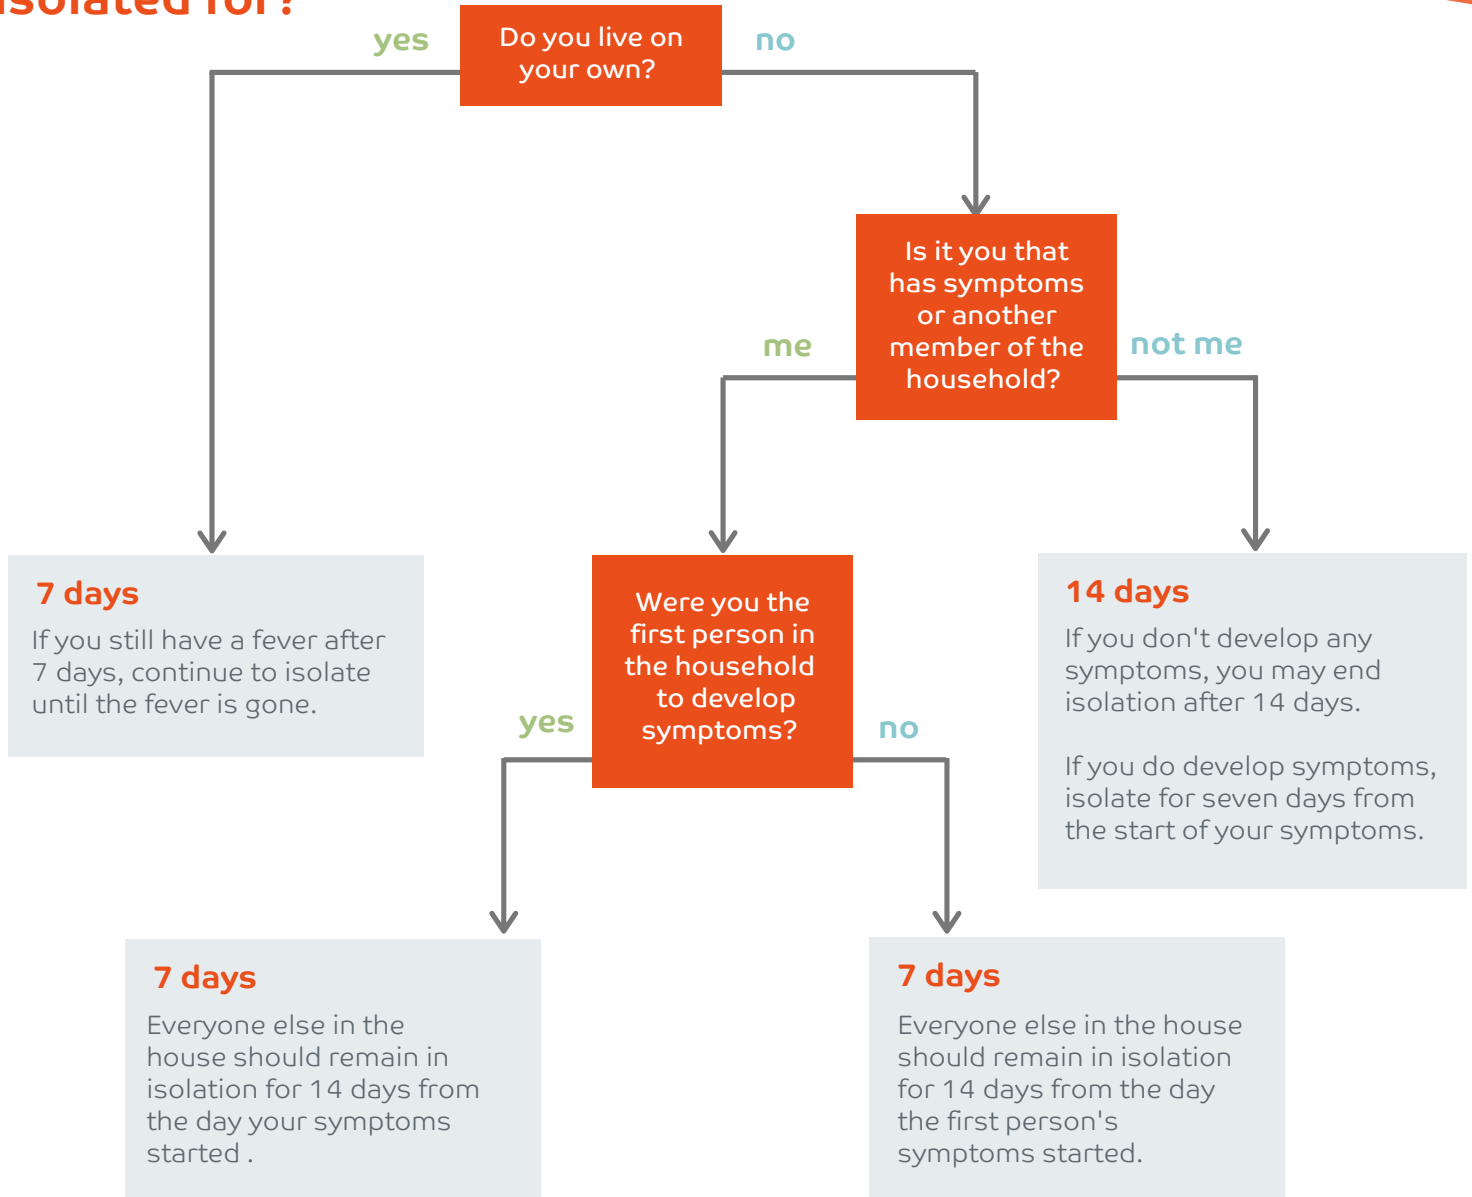 isolated for?
yes
Do you live on
your own?
no
Is it you that
has symptoms
or another
member of the
household?
me
not me
7 days
If you still have a fever after
7 days, continue to isolate
until the fever is gone.
Were you the
first person in
the household
to develop
symptoms?
yes
no
14 days
If you don't develop any
symptoms, you may end
isolation after 14 days.
If you do develop symptoms,
isolate for seven days from
the start of your symptoms.
7 days
Everyone else in the
house should remain in
isolation for 14 days from
the day your symptoms
started .
7 days
Everyone else in the house
should remain in isolation
for 14 days from the day
the first person's
symptoms started.